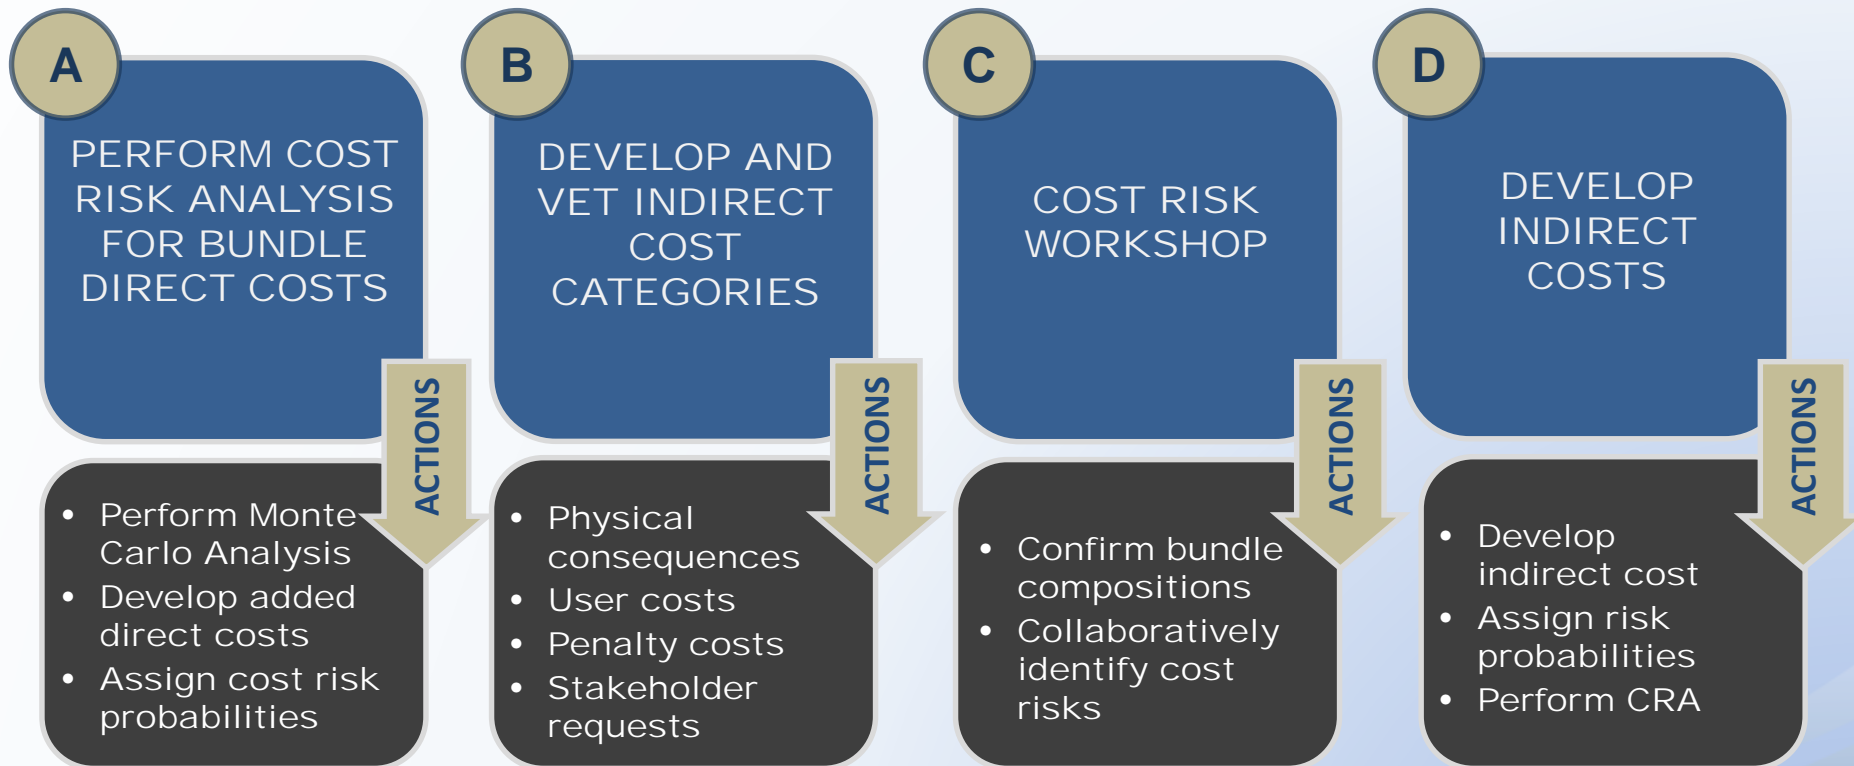 A
PERFORM COST
RISK ANALYSIS
FOR BUNDLE
DIRECT COSTS
ACTIONS
• Perform Monte
Carlo Analysis
• Develop added
direct costs
• Assign cost risk
probabilities
B
DEVELOP AND
VET INDIRECT
COST
CATEGORIES
ACTIONS
• Physical
consequences
• User costs
• Penalty costs
• Stakeholder
requests
C
COST RISK
WORKSHOP
ACTIONS
• Confirm bundle
compositions
• Collaboratively
identify cost
risks
D
DEVELOP
INDIRECT
COSTS
ACTIONS
• Develop
indirect cost
• Assign risk
probabilities
• Perform CRA